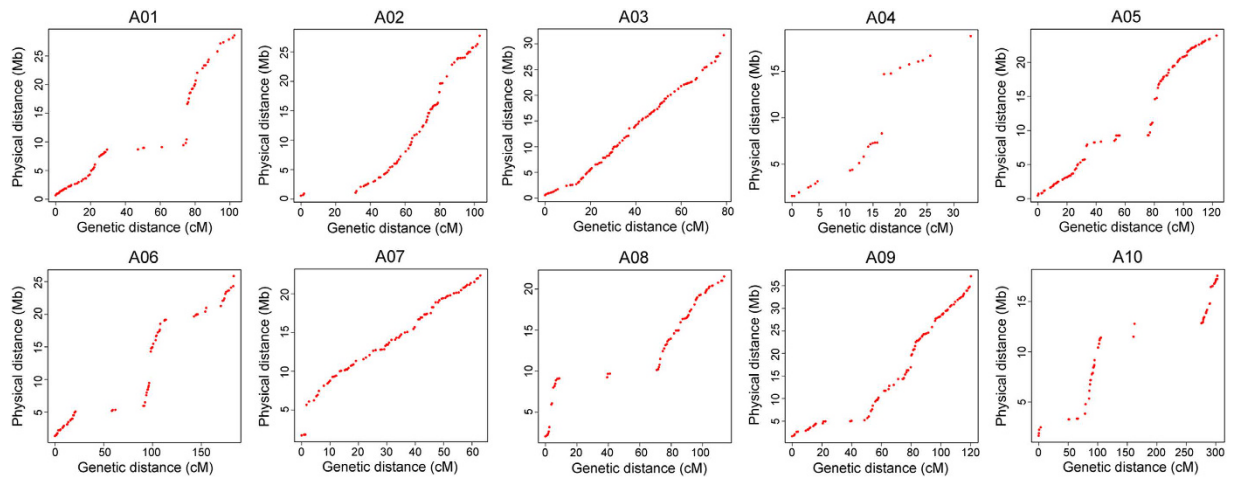 A01
Physical distance (Mb)
0 5 10 15 20 25
0 20 40 60 80 100
Genetic distance (cM)
A02
Physical distance (Mb)
0 5 10 15 20 25
0 20 40 60 80 100
Genetic distance (cM)
A03
Physical distance (Mb)
0 5 10 15 20 25 30
0 20 40 60 80
Genetic distance (cM)
A04
Physical distance (Mb)
5 10 15
0 5 10 15 20 25 30
Genetic distance (cM)
A05
Physical distance (Mb)
0 5 10 15 20
0 20 40 60 80 100 120
Genetic distance (cM)
A06
Physical distance (Mb)
5 10 15 20 25
0 50 100 150
Genetic distance (cM)
A07
Physical distance (Mb)
5 10 15 20
0 10 20 30 40 50 60
Genetic distance (cM)
A08
Physical distance (Mb)
5 10 15 20
0 20 40 60 80 100
Genetic distance (cM)
A09
Physical distance (Mb)
5 10 15 20 25 30 35
0 20 40 60 80 100 120
Genetic distance (cM)
A10
Physical distance (Mb)
5 10 15
0 50 100 150 200 250 300
Genetic distance (cM)